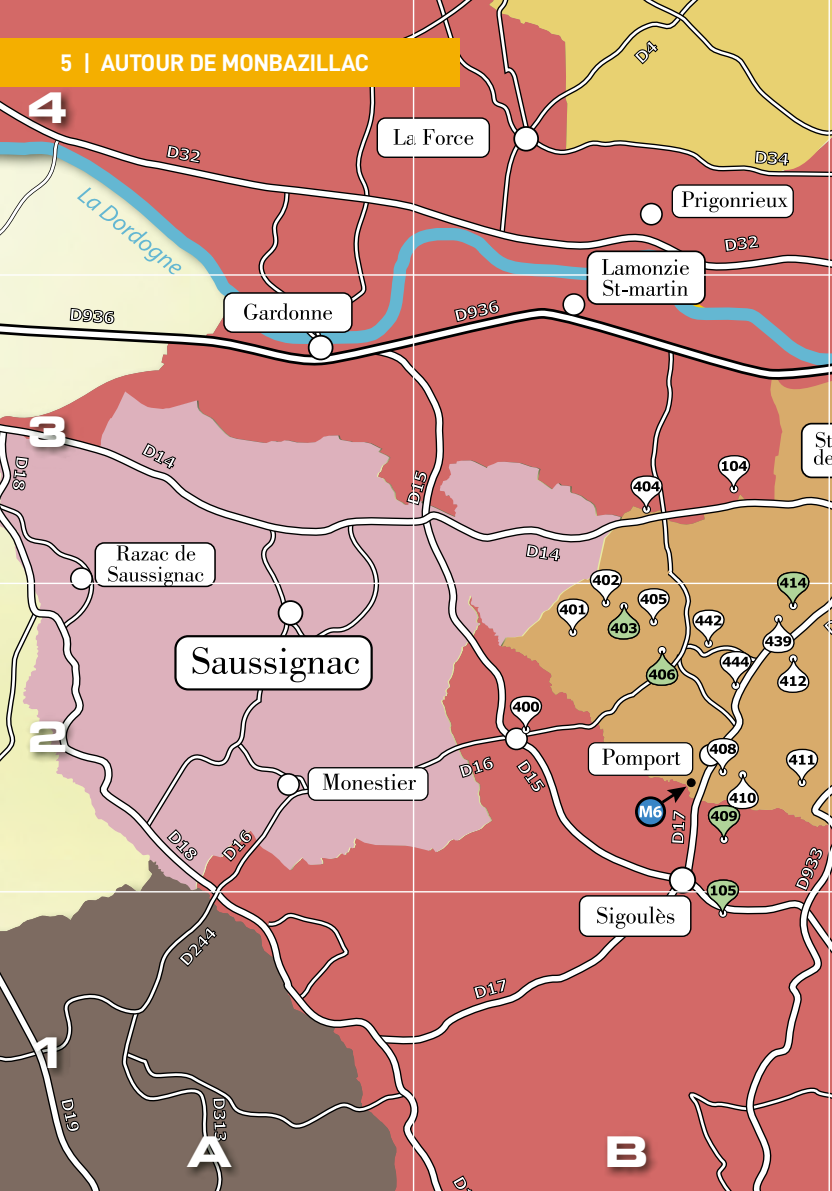 5 | AUTOUR DE MONBAZILLAC
D4
4
La Force
D32
D34
La Dordogne
Prigonrieux
D32
Lamonzie
St-martin
Gardonne
D936
D936
3
St
de
D14
D18
D15
104
404
D14
Razac de
Saussignac
402
414
401
405
403
442
439
Saussignac
406
444
412
400
2
Pomport
408
411
D16
D15
Monestier
410
M6
409
D17
D18
D16
D933
105
Sigoulès
D244
D17
1
D19
D313
A
B